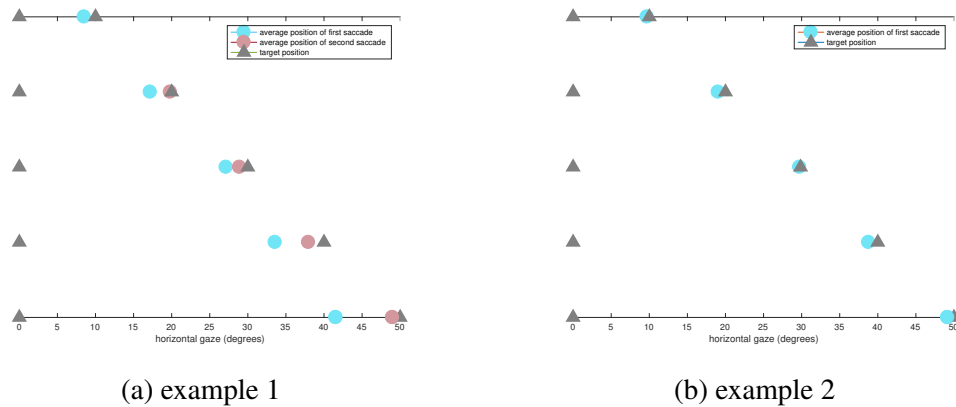 average position of first saccade
average position of second saccade
target position
0 5 10 15 20 25 30 35 40 45 50
horizontal gaze (degrees)
(a) example 1
average position of first saccade
target position
0 5 10 15 20 25 30 35 40 45 50
horizontal gaze (degrees)
(b) example 2